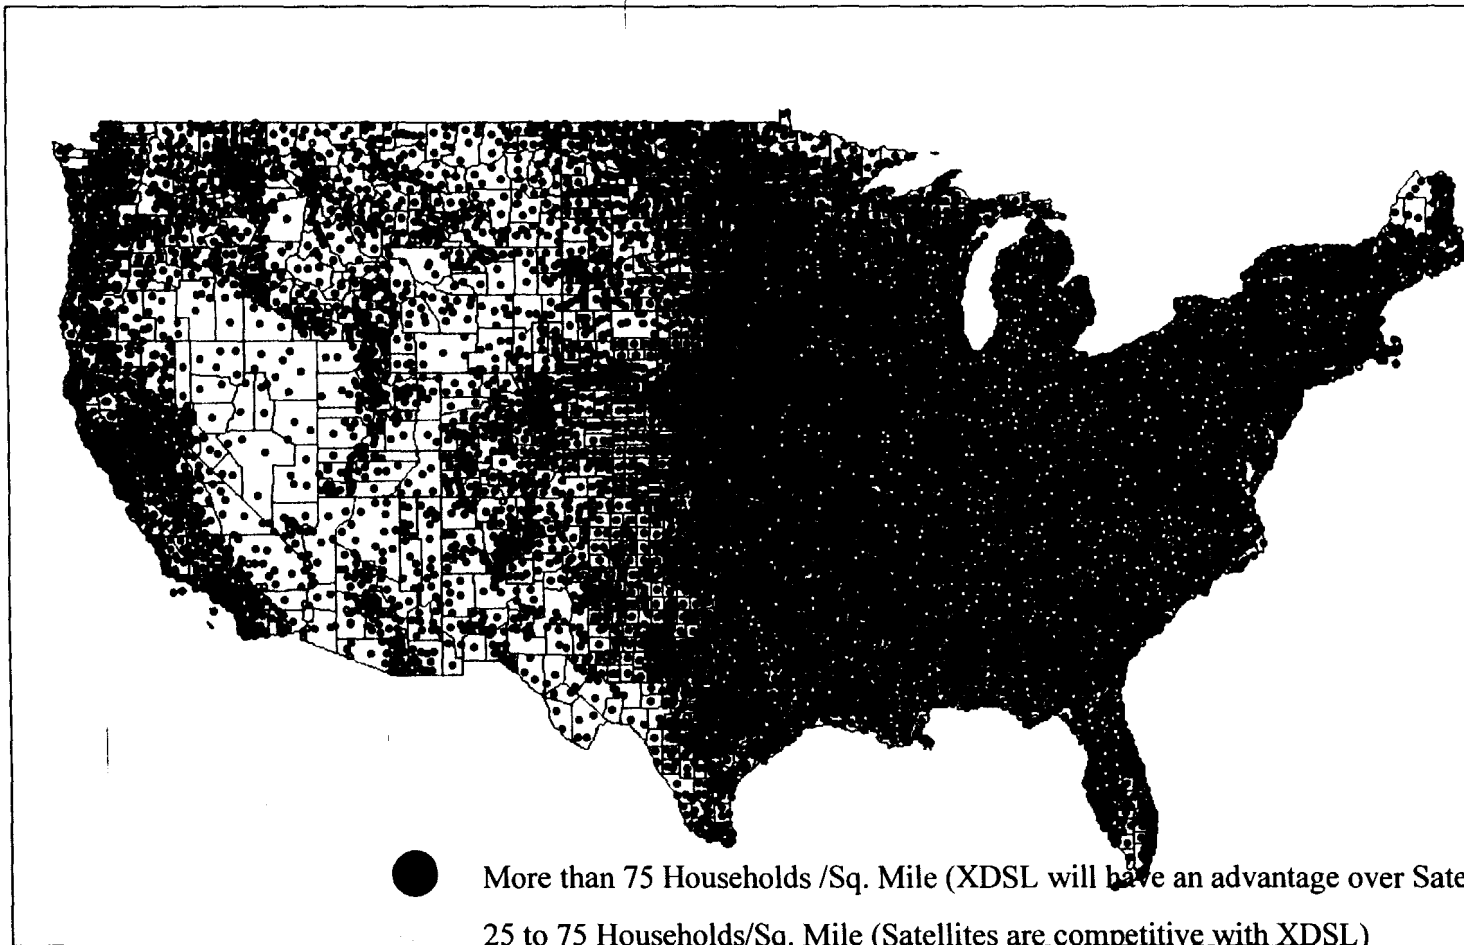 More than 75 Households /Sq. Mile (XDSL will have an advantage over Sate
25 to 75 Households/Sq. Mile (Satellites are competitive with XDSL)